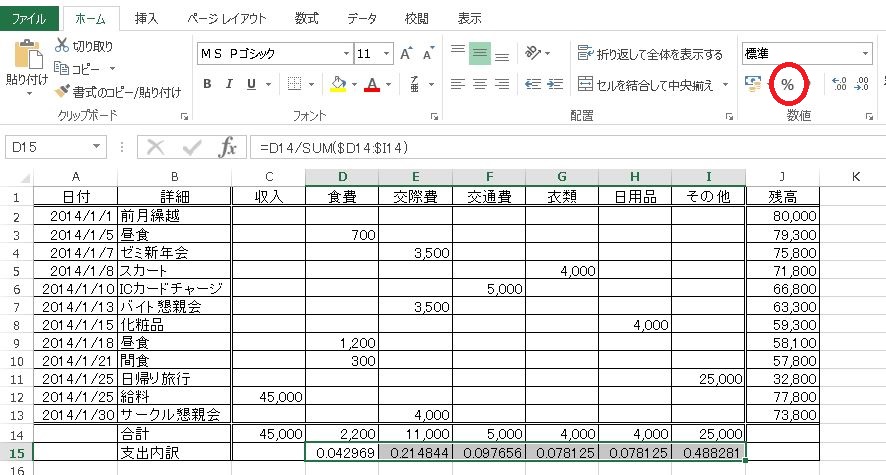 ファイル ホーム 挿入 ページ レイアウト 数式 データ 校閲 表示
切り取り
コピー
書式のコピー/貼り付け
貼り付け
クリップボード
ＭＳ Ｐゴシック 11 A A
B I U A 亜
フォント
折り返して全体を表示する
セルを結合して中央揃え
配置
標準
% .00 .00
数値
D15 fx =D14/SUM($D14:$I14)
A B C D E F G H I J K
1 日付 詳細 収入 食費 交際費 交通費 衣類 日用品 その他 残高
2 2014/1/1 前月繰越 80,000
3 2014/1/5 昼食 700 79,300
4 2014/1/7 ゼミ新年会 3,500 75,800
5 2014/1/8 スカート 4,000 71,800
6 2014/1/10 ICカードチャージ 5,000 66,800
7 2014/1/13 バイト懇親会 3,500 63,300
8 2014/1/15 化粧品 4,000 59,300
9 2014/1/18 昼食 1,200 58,100
10 2014/1/21 間食 300 57,800
11 2014/1/25 日帰り旅行 25,000 32,800
12 2014/1/25 給料 45,000 77,800
13 2014/1/30 サークル懇親会 4,000 73,800
14 合計 45,000 2,200 11,000 5,000 4,000 4,000 25,000
15 支出内訳 0.042969 0.214844 0.097656 0.078125 0.078125 0.488281
16